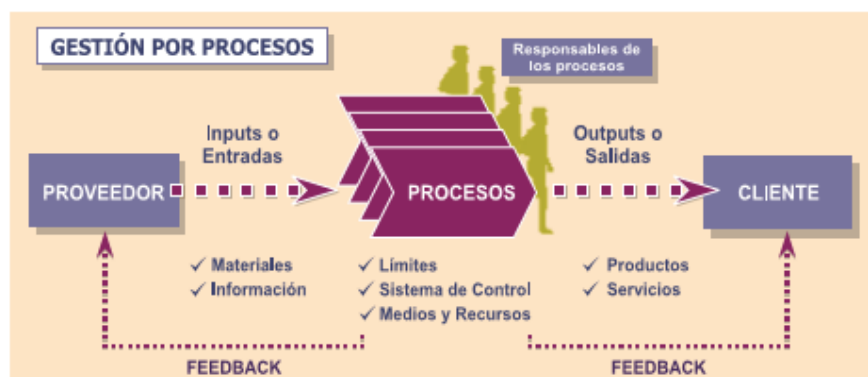 GESTIÓN POR PROCESOS
Responsables de
los procesos
Inputs o
Entradas
Outputs o
Salidas
PROVEEDOR
PROCESOS
CLIENTE
✓ Materiales
✓ Información
✓ Límites
✓ Sistema de Control
✓ Medios y Recursos
✓ Productos
✓ Servicios
FEEDBACK
FEEDBACK